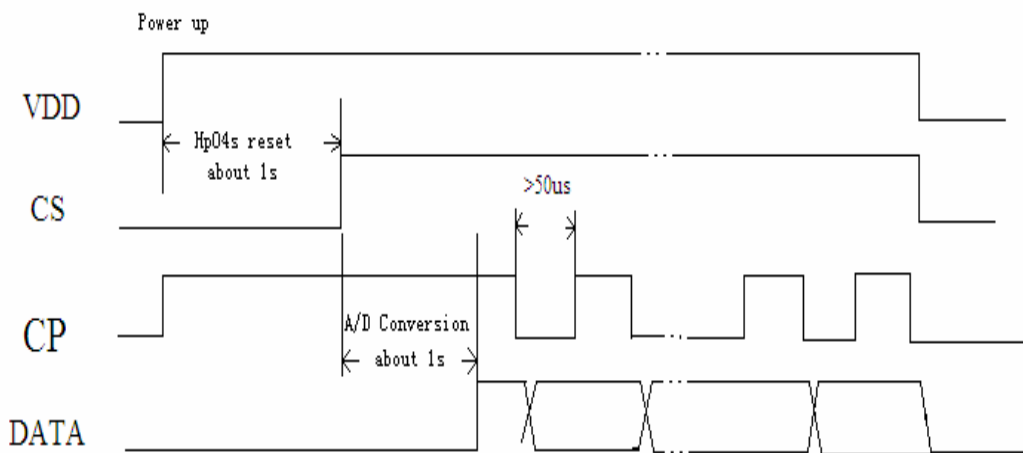 Power up
VDD
Hp04s reset
about 1s
CS
>50us
CP
A/D Conversion
about 1s
DATA